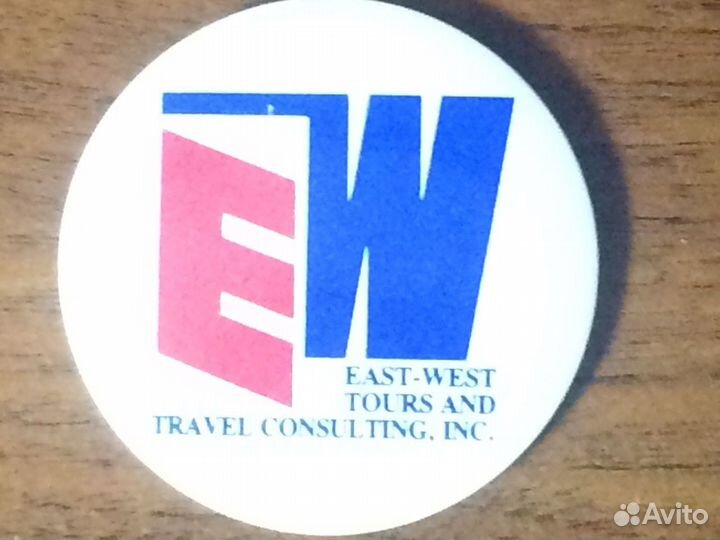 EW
EAST-WEST
TOURS AND
TRAVEL CONSULTING, INC.
Avito